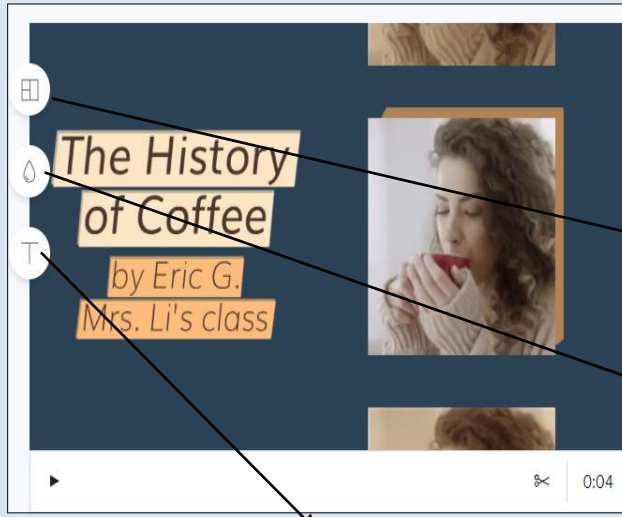 The History
of Coffee
by Eric G.
Mrs. Li's class
0:04